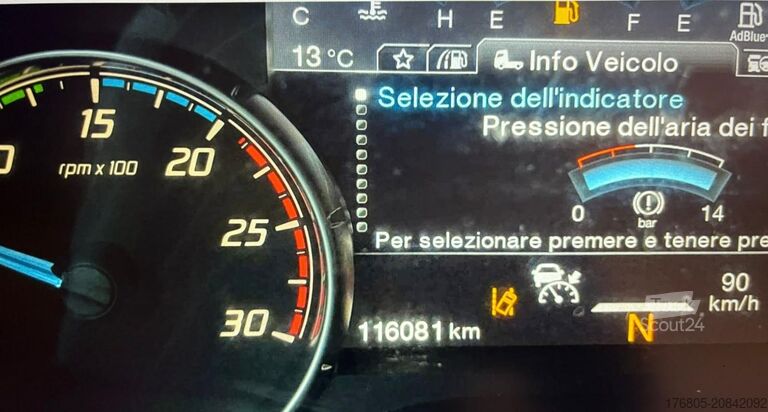 C H E F E
AdBlue
13 °C
Info Veicolo
Selezione dell'indicatore
Pressione dell'aria dei f
0 14
bar
Per selezionare premere e tenere pre
15
20
25
30
rpm x 100
0
90
km/h
116081 km
N
Truck
Scout24
176805-20842092